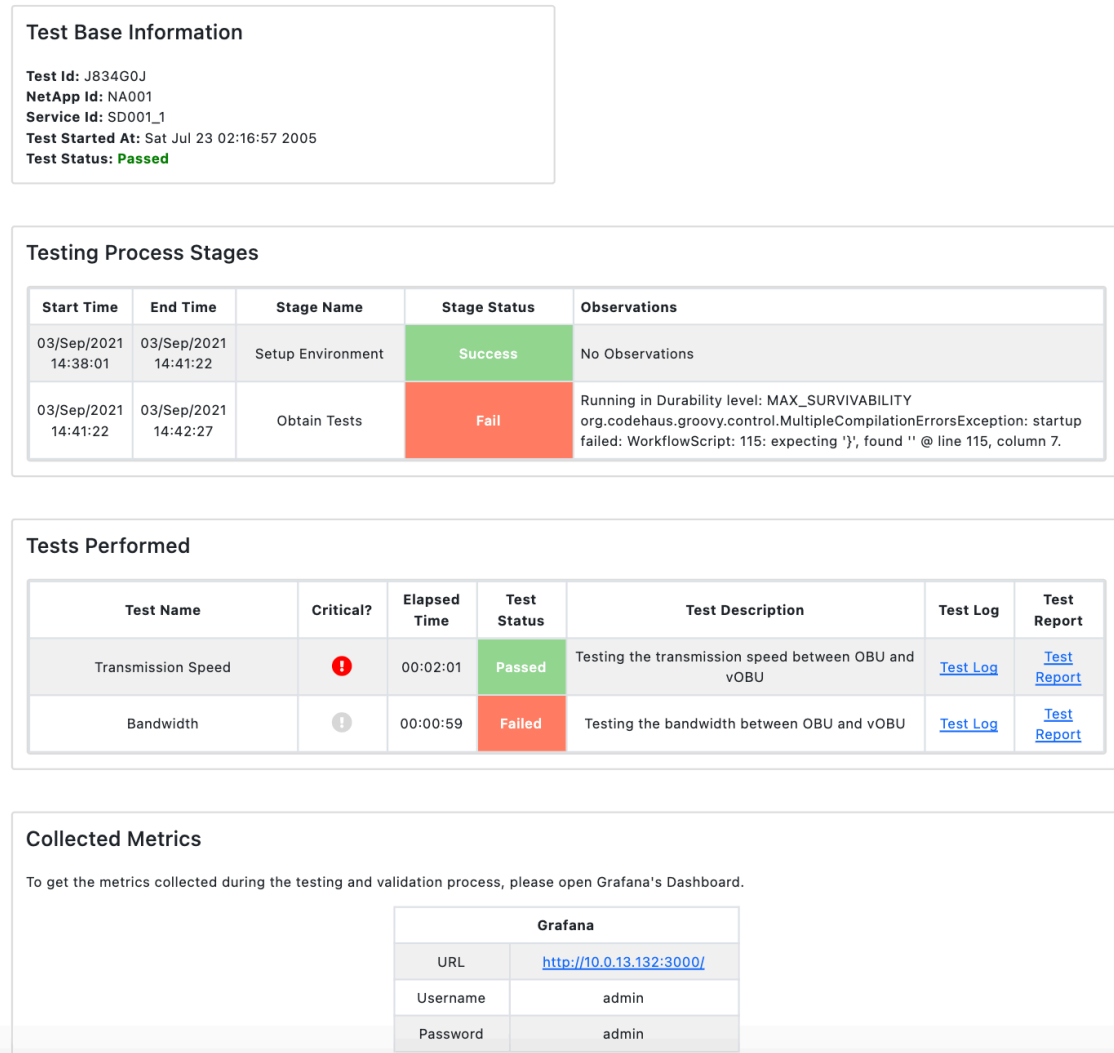 Test Base Information
Test Id: J834G0J
NetApp Id: NA001
Service Id: SD001_1
Test Started At: Sat Jul 23 02:16:57 2005
Test Status: Passed
Testing Process Stages
Start Time End Time Stage Name Stage Status Observations
03/Sep/2021 14:38:01 03/Sep/2021 14:41:22 Setup Environment Success No Observations
03/Sep/2021 14:41:22 03/Sep/2021 14:42:27 Obtain Tests Fail Running in Durability level: MAX_SURVIVABILITY
org.codehaus.groovy.control.MultipleCompilationErrorsException: startup
failed: WorkflowScript: 115: expecting '}', found '' @ line 115, column 7.
Tests Performed
Test Name Critical? Elapsed Time Test Status Test Description Test Log Test Report
Transmission Speed ! 00:02:01 Passed Testing the transmission speed between OBU and vOBU Test Log Test Report
Bandwidth ! 00:00:59 Failed Testing the bandwidth between OBU and vOBU Test Log Test Report
Collected Metrics
To get the metrics collected during the testing and validation process, please open Grafana's Dashboard.
Grafana
URL http://10.0.13.132:3000/
Username admin
Password admin